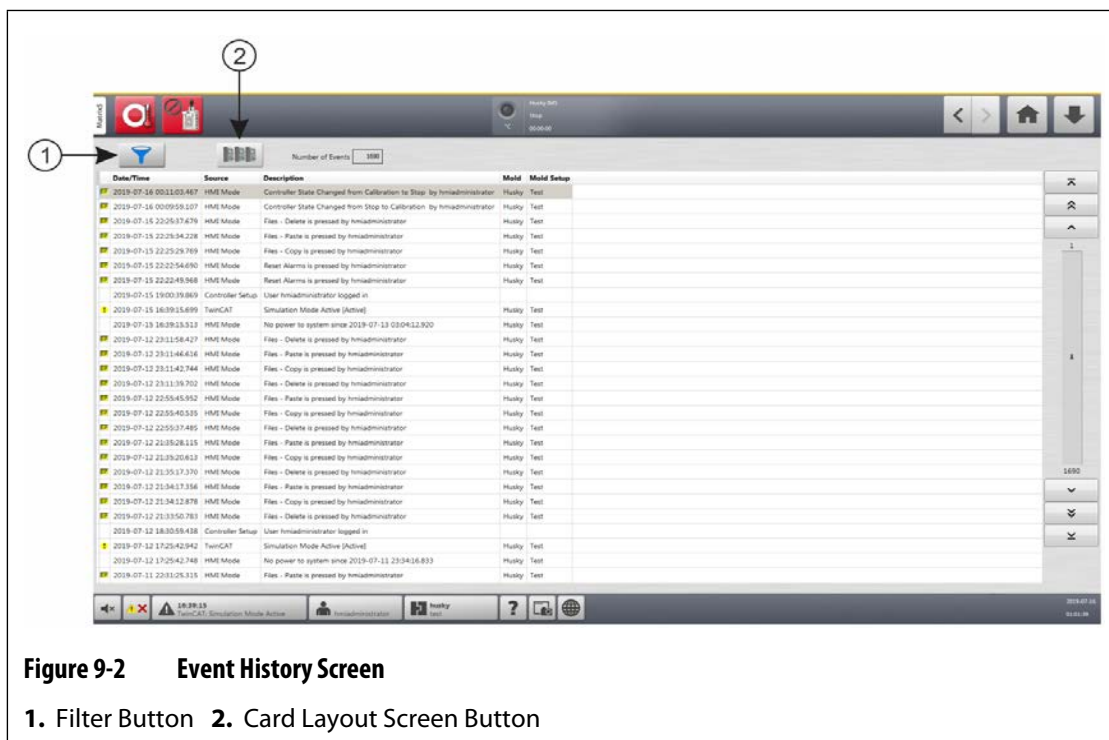 2
Matrix5
Husky IMS
Stop
°C 00:00:00
1
Number of Events 1690
Date/Time Source Description Mold Mold Setup
2019-07-16 00:11:03.467 HMI Mode Controller State Changed from Calibration to Stop by hmiadministrator Husky Test
2019-07-16 00:09:59.107 HMI Mode Controller State Changed from Stop to Calibration by hmiadministrator Husky Test
2019-07-15 22:25:37.679 HMI Mode Files - Delete is pressed by hmiadministrator Husky Test
2019-07-15 22:25:34.228 HMI Mode Files - Paste is pressed by hmiadministrator Husky Test
2019-07-15 22:25:29.769 HMI Mode Files - Copy is pressed by hmiadministrator Husky Test
2019-07-15 22:22:54.690 HMI Mode Reset Alarms is pressed by hmiadministrator Husky Test
2019-07-15 22:22:49.968 HMI Mode Reset Alarms is pressed by hmiadministrator Husky Test
2019-07-15 19:00:39.869 Controller Setup User hmiadministrator logged in
2019-07-15 16:39:15.699 TwinCAT Simulation Mode Active [Active] Husky Test
2019-07-15 16:39:15.513 HMI Mode No power to system since 2019-07-13 03:04:12.920 Husky Test
2019-07-12 23:11:58.427 HMI Mode Files - Delete is pressed by hmiadministrator Husky Test
2019-07-12 23:11:46.616 HMI Mode Files - Paste is pressed by hmiadministrator Husky Test
2019-07-12 23:11:42.744 HMI Mode Files - Copy is pressed by hmiadministrator Husky Test
2019-07-12 23:11:39.702 HMI Mode Files - Delete is pressed by hmiadministrator Husky Test
2019-07-12 22:55:45.952 HMI Mode Files - Paste is pressed by hmiadministrator Husky Test
2019-07-12 22:55:40.535 HMI Mode Files - Copy is pressed by hmiadministrator Husky Test
2019-07-12 22:55:37.485 HMI Mode Files - Delete is pressed by hmiadministrator Husky Test
2019-07-12 21:35:28.115 HMI Mode Files - Paste is pressed by hmiadministrator Husky Test
2019-07-12 21:35:20.613 HMI Mode Files - Copy is pressed by hmiadministrator Husky Test
2019-07-12 21:35:17.370 HMI Mode Files - Delete is pressed by hmiadministrator Husky Test
2019-07-12 21:34:17.356 HMI Mode Files - Paste is pressed by hmiadministrator Husky Test
2019-07-12 21:34:12.878 HMI Mode Files - Copy is pressed by hmiadministrator Husky Test
2019-07-12 21:33:50.783 HMI Mode Files - Delete is pressed by hmiadministrator Husky Test
2019-07-12 18:30:59.438 Controller Setup User hmiadministrator logged in
2019-07-12 17:25:42.942 TwinCAT Simulation Mode Active [Active] Husky Test
2019-07-12 17:25:42.748 HMI Mode No power to system since 2019-07-11 23:34:16.833 Husky Test
2019-07-11 22:31:25.315 HMI Mode Files - Paste is pressed by hmiadministrator Husky Test
1
1690
16:39:15
TwinCAT: Simulation Mode Active
hmiadministrator
husky
test
?
2019-07-16
01:01:39
Figure 9-2 Event History Screen
1. Filter Button 2. Card Layout Screen Button